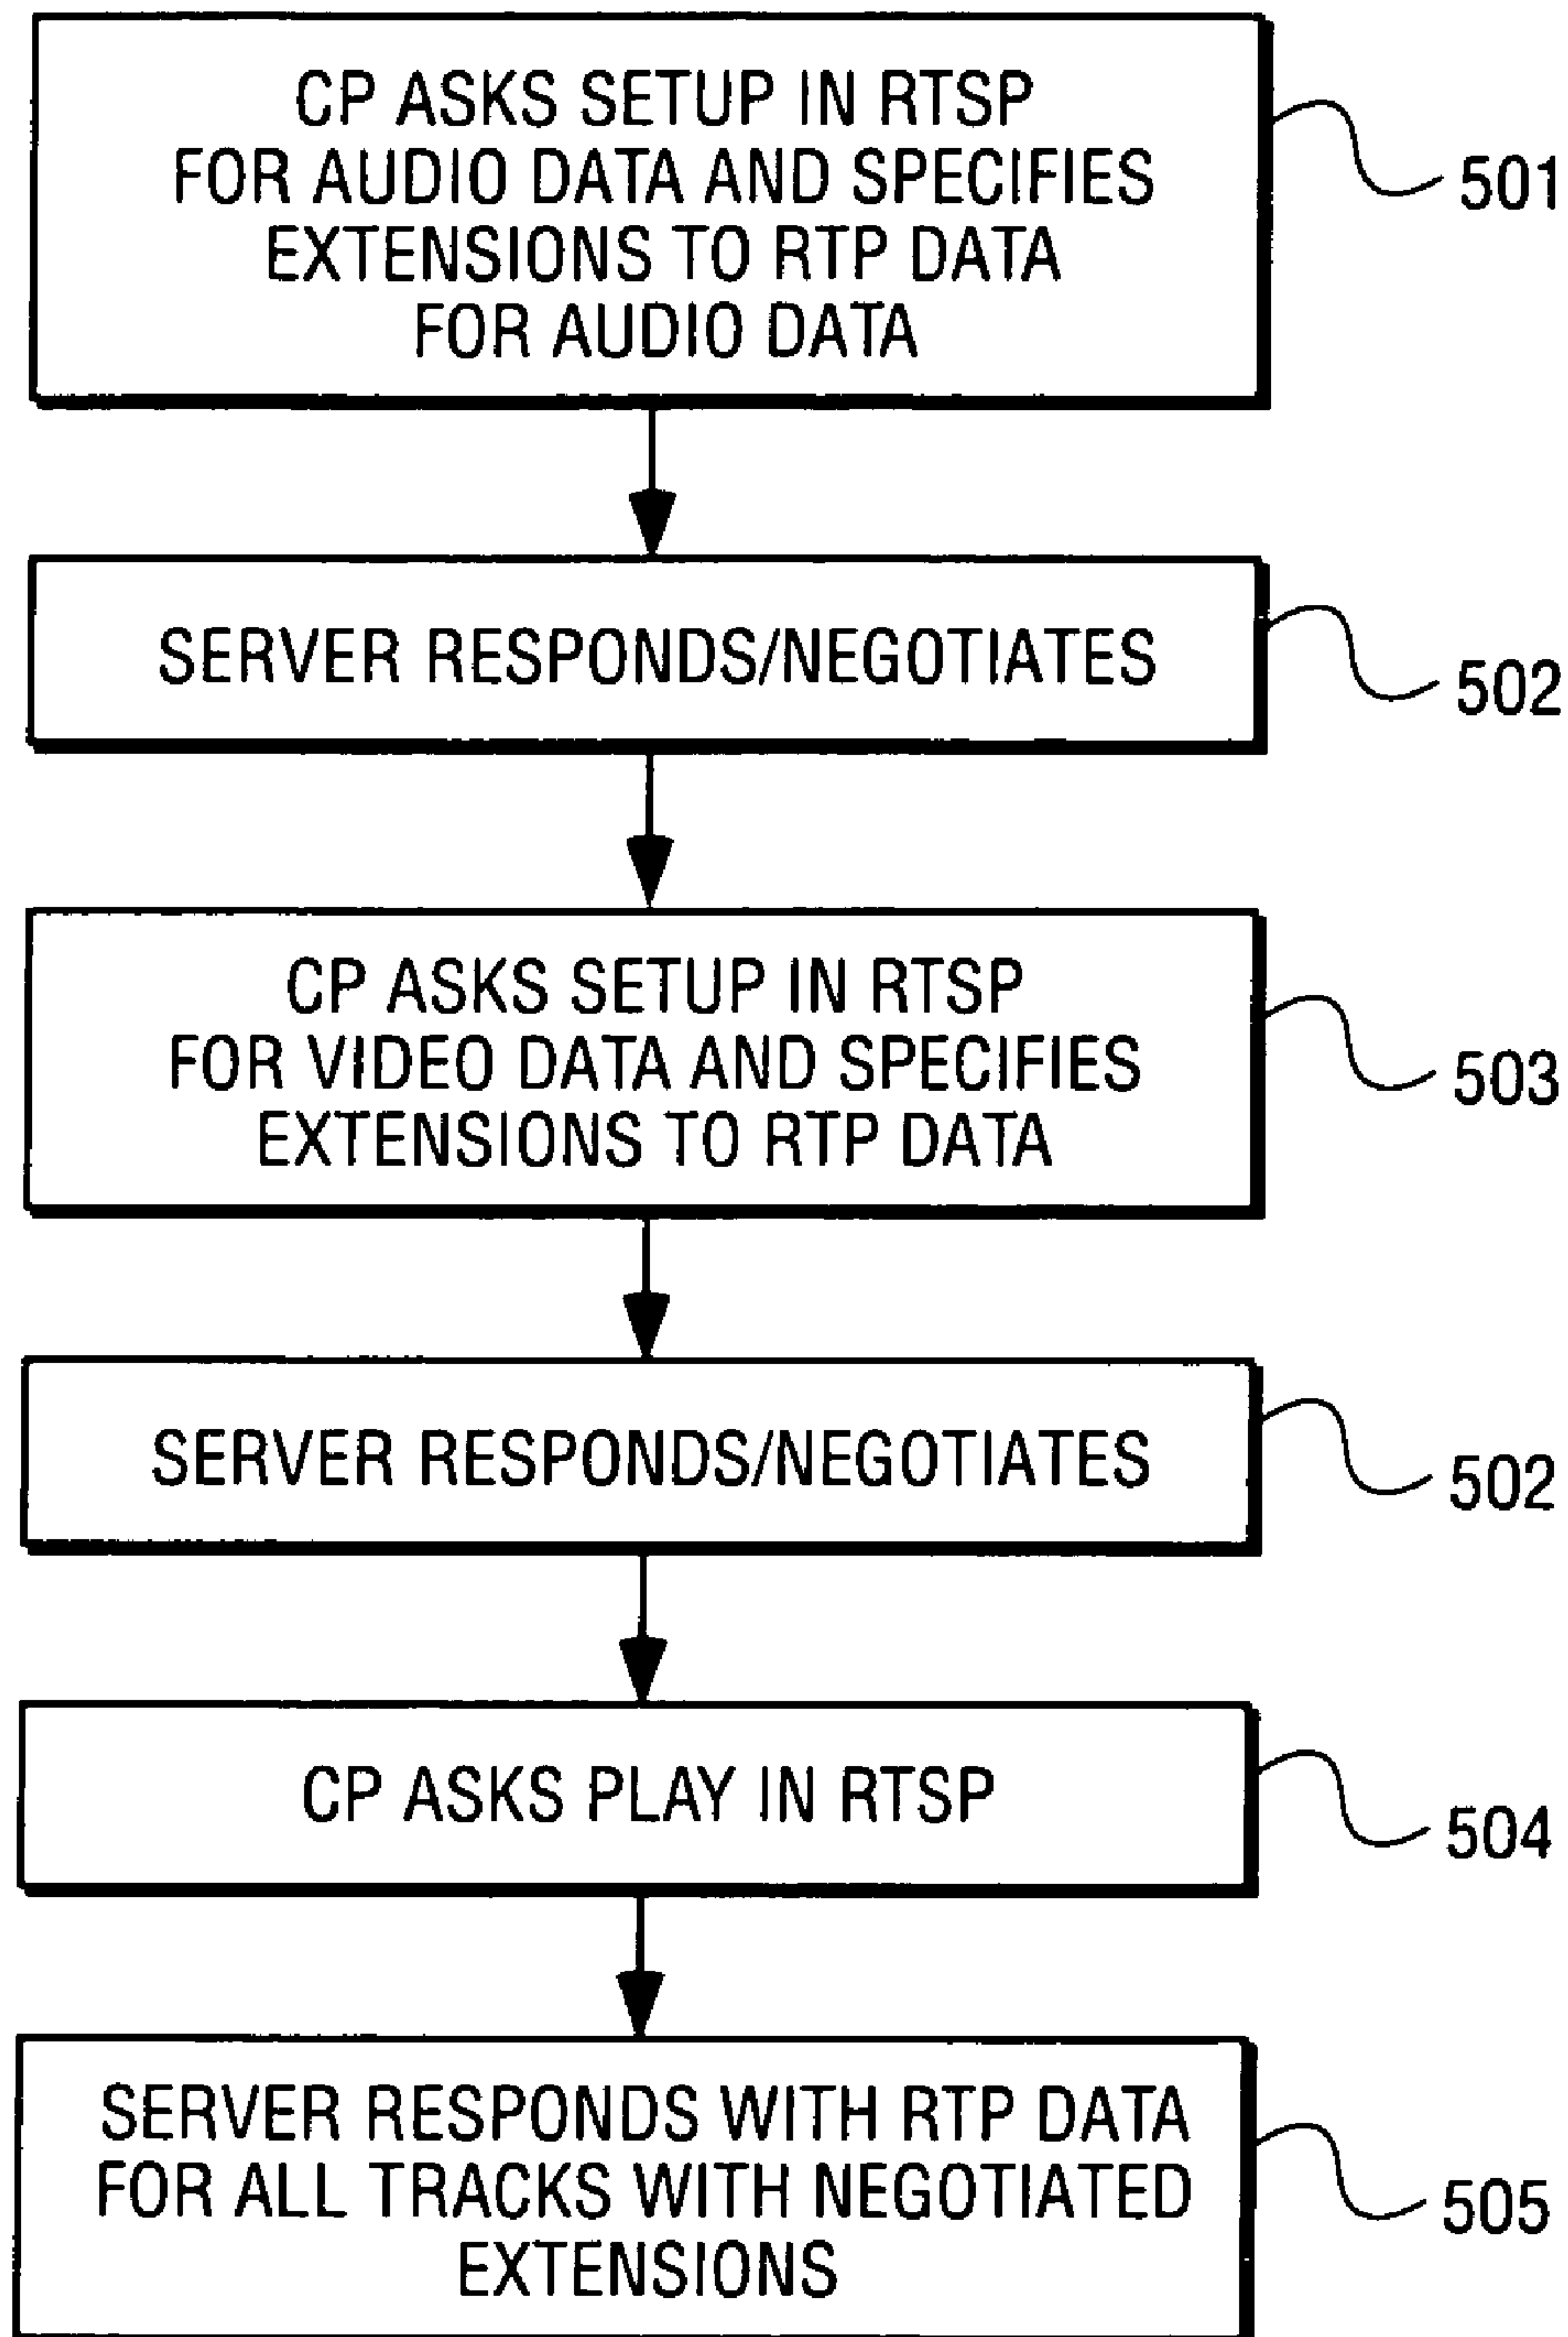 CP ASKS SETUP IN RTSP
FOR AUDIO DATA AND SPECIFIES
EXTENSIONS TO RTP DATA
FOR AUDIO DATA
501
SERVER RESPONDS/NEGOTIATES
502
CP ASKS SETUP IN RTSP
FOR VIDEO DATA AND SPECIFIES
EXTENSIONS TO RTP DATA
503
SERVER RESPONDS/NEGOTIATES
502
CP ASKS PLAY IN RTSP
504
SERVER RESPONDS WITH RTP DATA
FOR ALL TRACKS WITH NEGOTIATED
EXTENSIONS
505